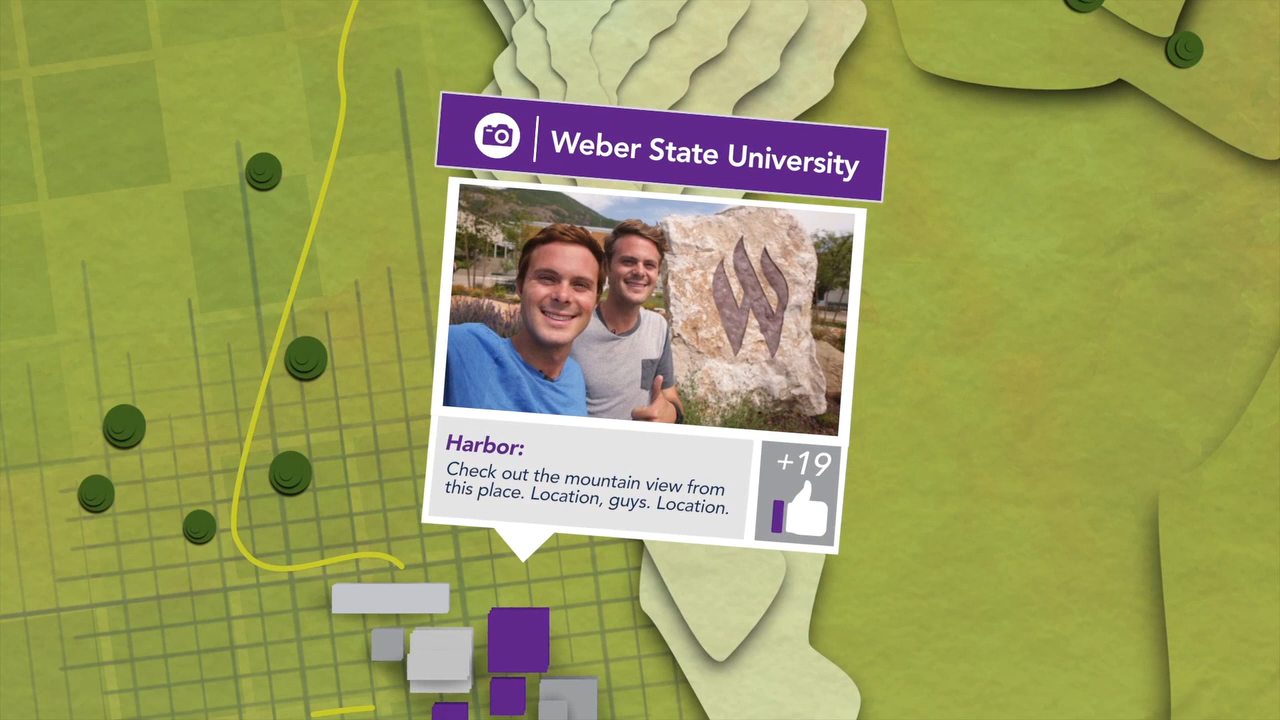 Weber State University
W
Harbor:
Check out the mountain view from
this place. Location, guys. Location.
+19